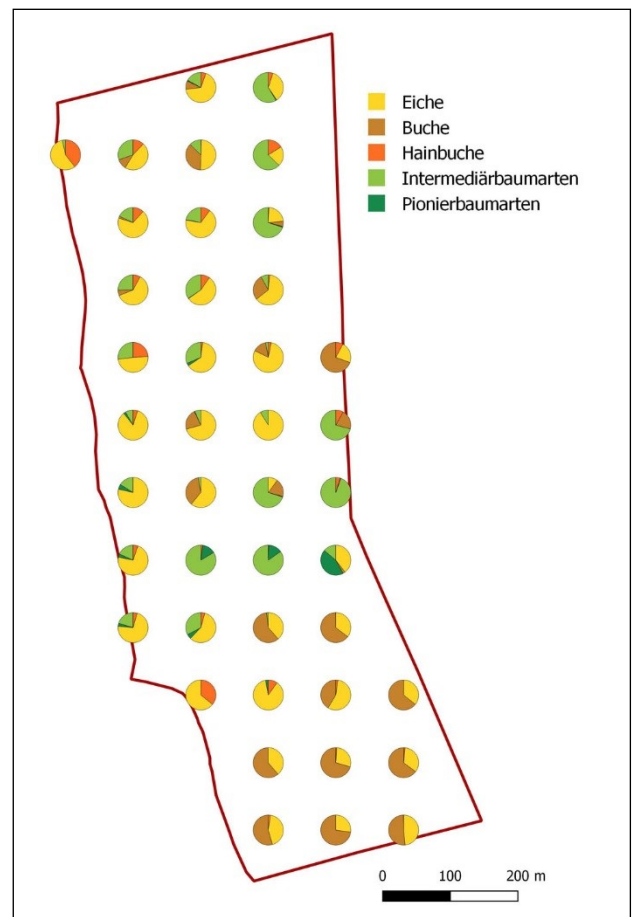 Eiche
Buche
Hainbuche
Intermediärbaumarten
Pionierbaumarten
0 100 200 m